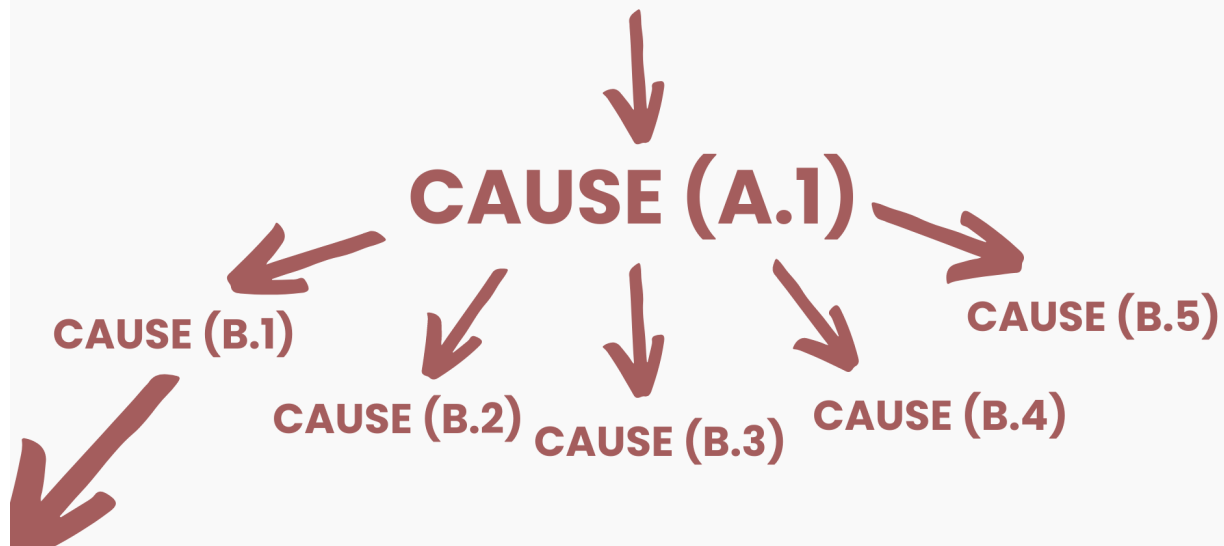 CAUSE (A.1)
CAUSE (B.1)
CAUSE (B.2)
CAUSE (B.3)
CAUSE (B.4)
CAUSE (B.5)